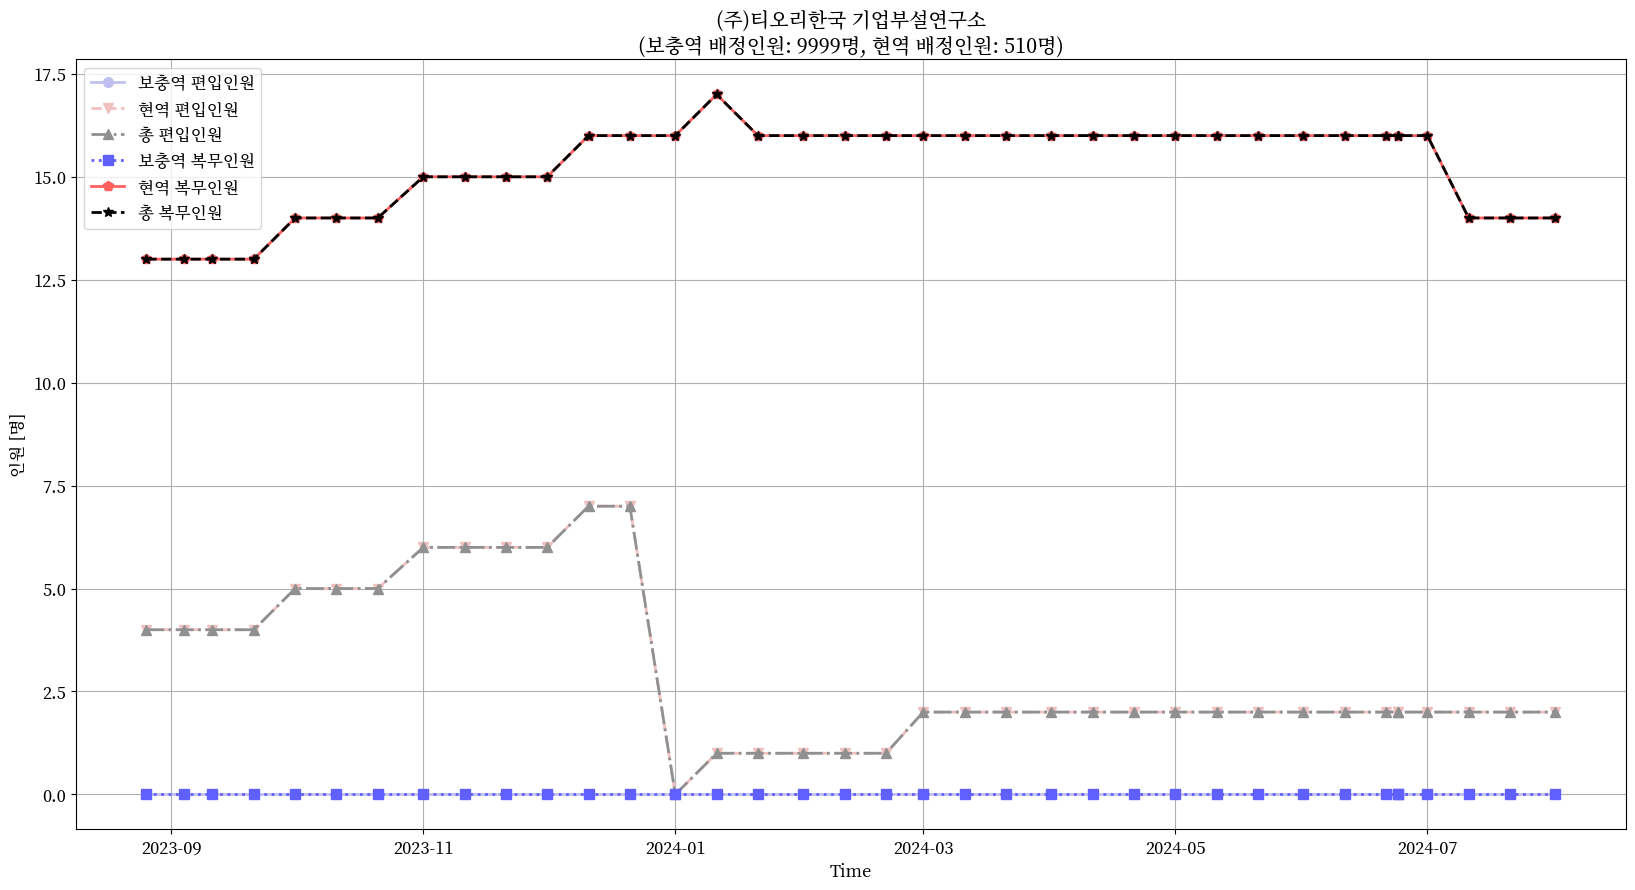 (주)티오리한국 기업부설연구소
(보충역 배정인원: 9999명, 현역 배정인원: 510명)
17.5
15.0
12.5
10.0
7.5
5.0
2.5
0.0
인원 [명]
보충역 편입인원
현역 편입인원
총 편입인원
보충역 복무인원
현역 복무인원
총 복무인원
2023-09
2023-11
2024-01
2024-03
2024-05
2024-07
Time